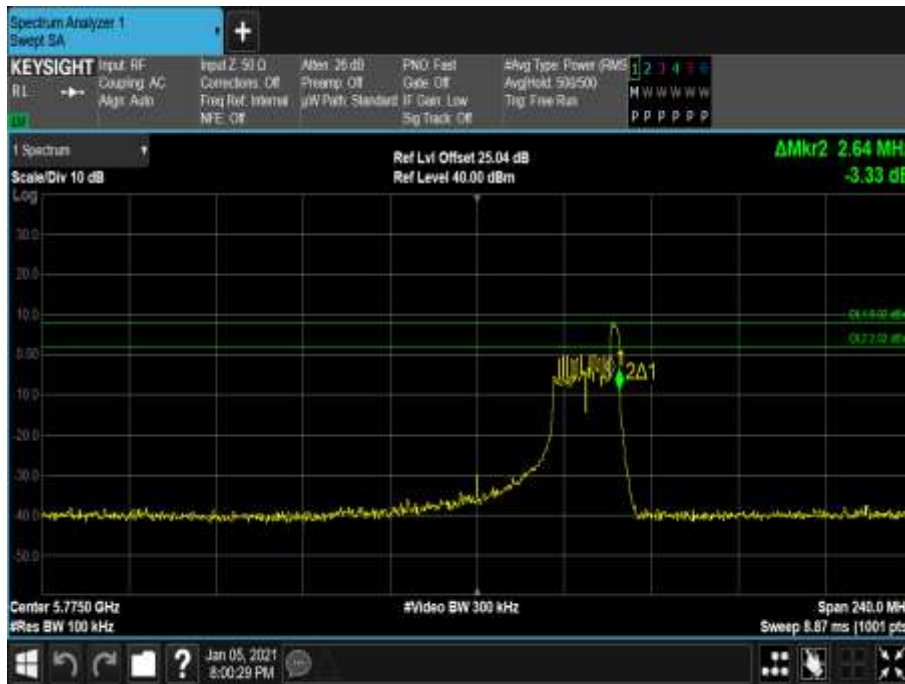 Spectrum Analyzer 1
Swept SA
+
KEYSIGHT
Input: RF
Coupling: AC
Align: Auto
Input Z: 50 Ω
Corrections: Off
Freq Ref: Internal
NFE: Off
Atten: 26 dB
Preamp: Off
µW Path: Standard
PNO: Fast
Gate: Off
IF Gain: Low
Sig Track: Off
#Avg Type: Power (RMS
Avg|Hold: 500/500
Trig: Free Run
1 2 3 4 5 6
M W W W W W
P P P P P P
1 Spectrum
Scale/Div 10 dB
Log
Ref Lvl Offset 25.04 dB
Ref Level 40.00 dBm
ΔMkr2 2.64 MH
-3.33 dB
30.0
20.0
10.0
0.00
-10.0
-20.0
-30.0
-40.0
-50.0
2Δ1
Center 5.7750 GHz
#Res BW 100 kHz
#Video BW 300 kHz
Span 240.0 MH
Sweep 8.87 ms (1001 pts
?
Jan 05, 2021
8:00:29 PM